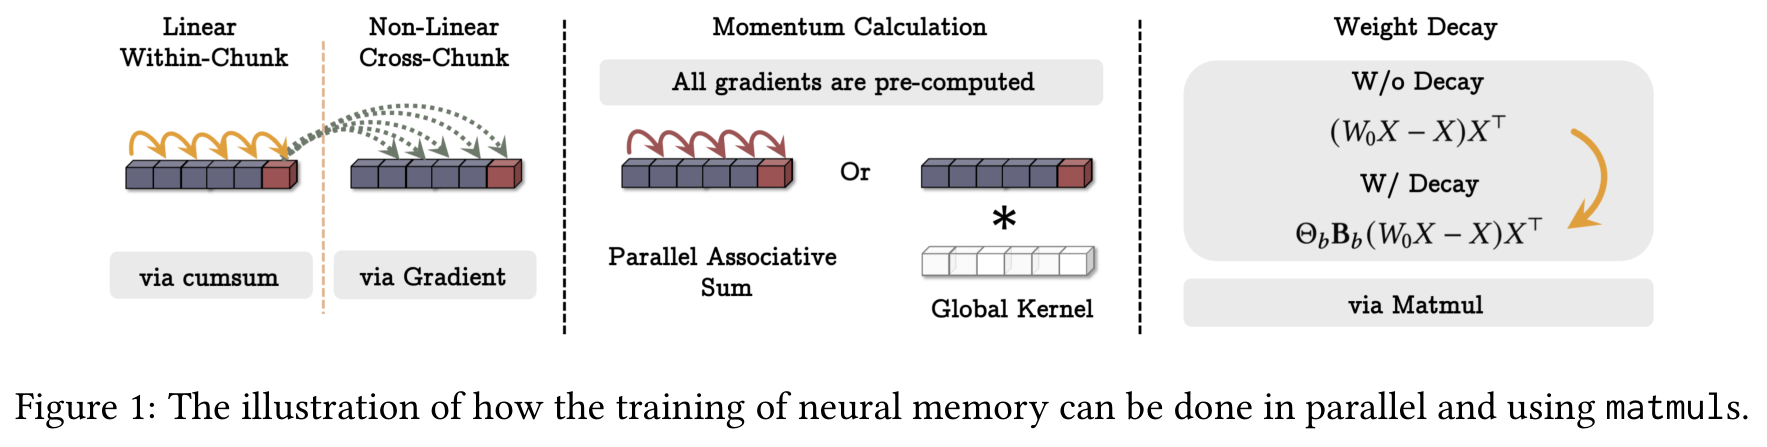 Linear
Within-Chunk
Non-Linear
Cross-Chunk
via cumsum
via Gradient
Momentum Calculation
All gradients are pre-computed
Or
*
Parallel Associative
Sum
Global Kernel
Weight Decay
W/o Decay
(W₀X − X)X⊤
W/ Decay
Θ_b𝐁_b(W₀X − X)X⊤
via Matmul
Figure 1: The illustration of how the training of neural memory can be done in parallel and using matmuls.